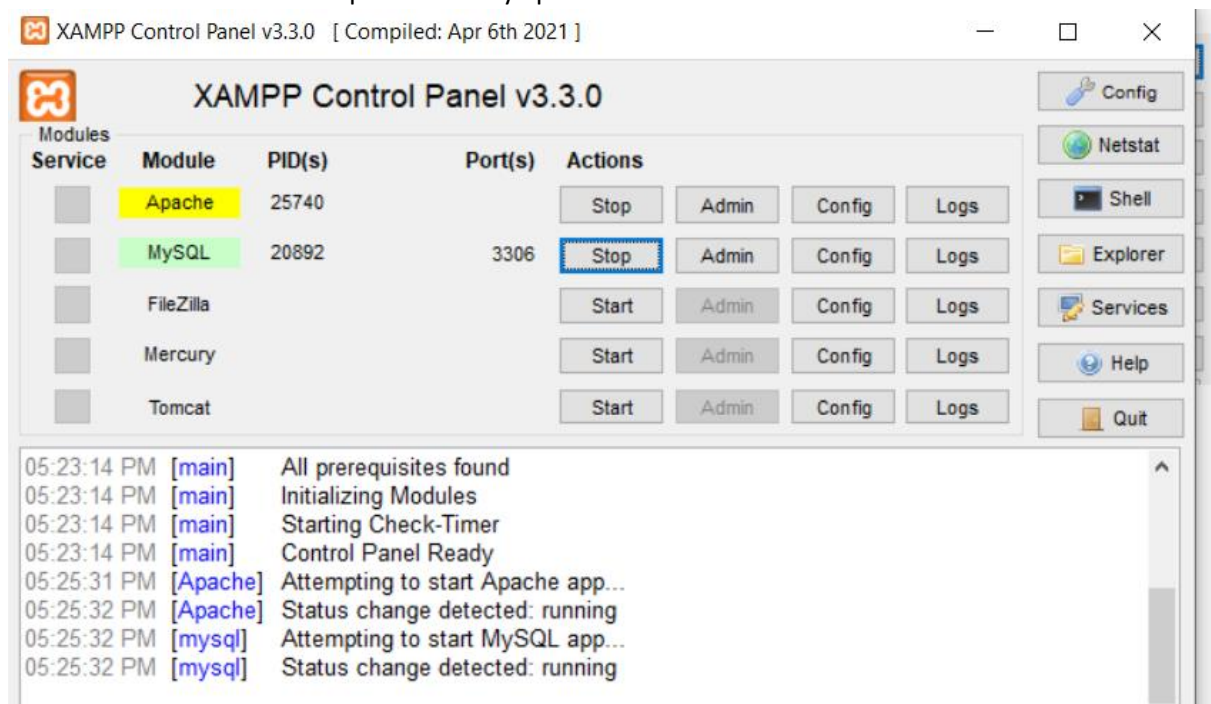 XAMPP Control Panel v3.3.0 [ Compiled: Apr 6th 2021 ]
XAMPP Control Panel v3.3.0
Config
Modules
Service Module PID(s) Port(s) Actions
Netstat
Apache 25740 Stop Admin Config Logs
Shell
MySQL 20892 3306 Stop Admin Config Logs
Explorer
FileZilla Start Admin Config Logs
Services
Mercury Start Admin Config Logs
Help
Tomcat Start Admin Config Logs
Quit
05:23:14 PM [main] All prerequisites found
05:23:14 PM [main] Initializing Modules
05:23:14 PM [main] Starting Check-Timer
05:23:14 PM [main] Control Panel Ready
05:25:31 PM [Apache] Attempting to start Apache app...
05:25:32 PM [Apache] Status change detected: running
05:25:32 PM [mysql] Attempting to start MySQL app...
05:25:32 PM [mysql] Status change detected: running